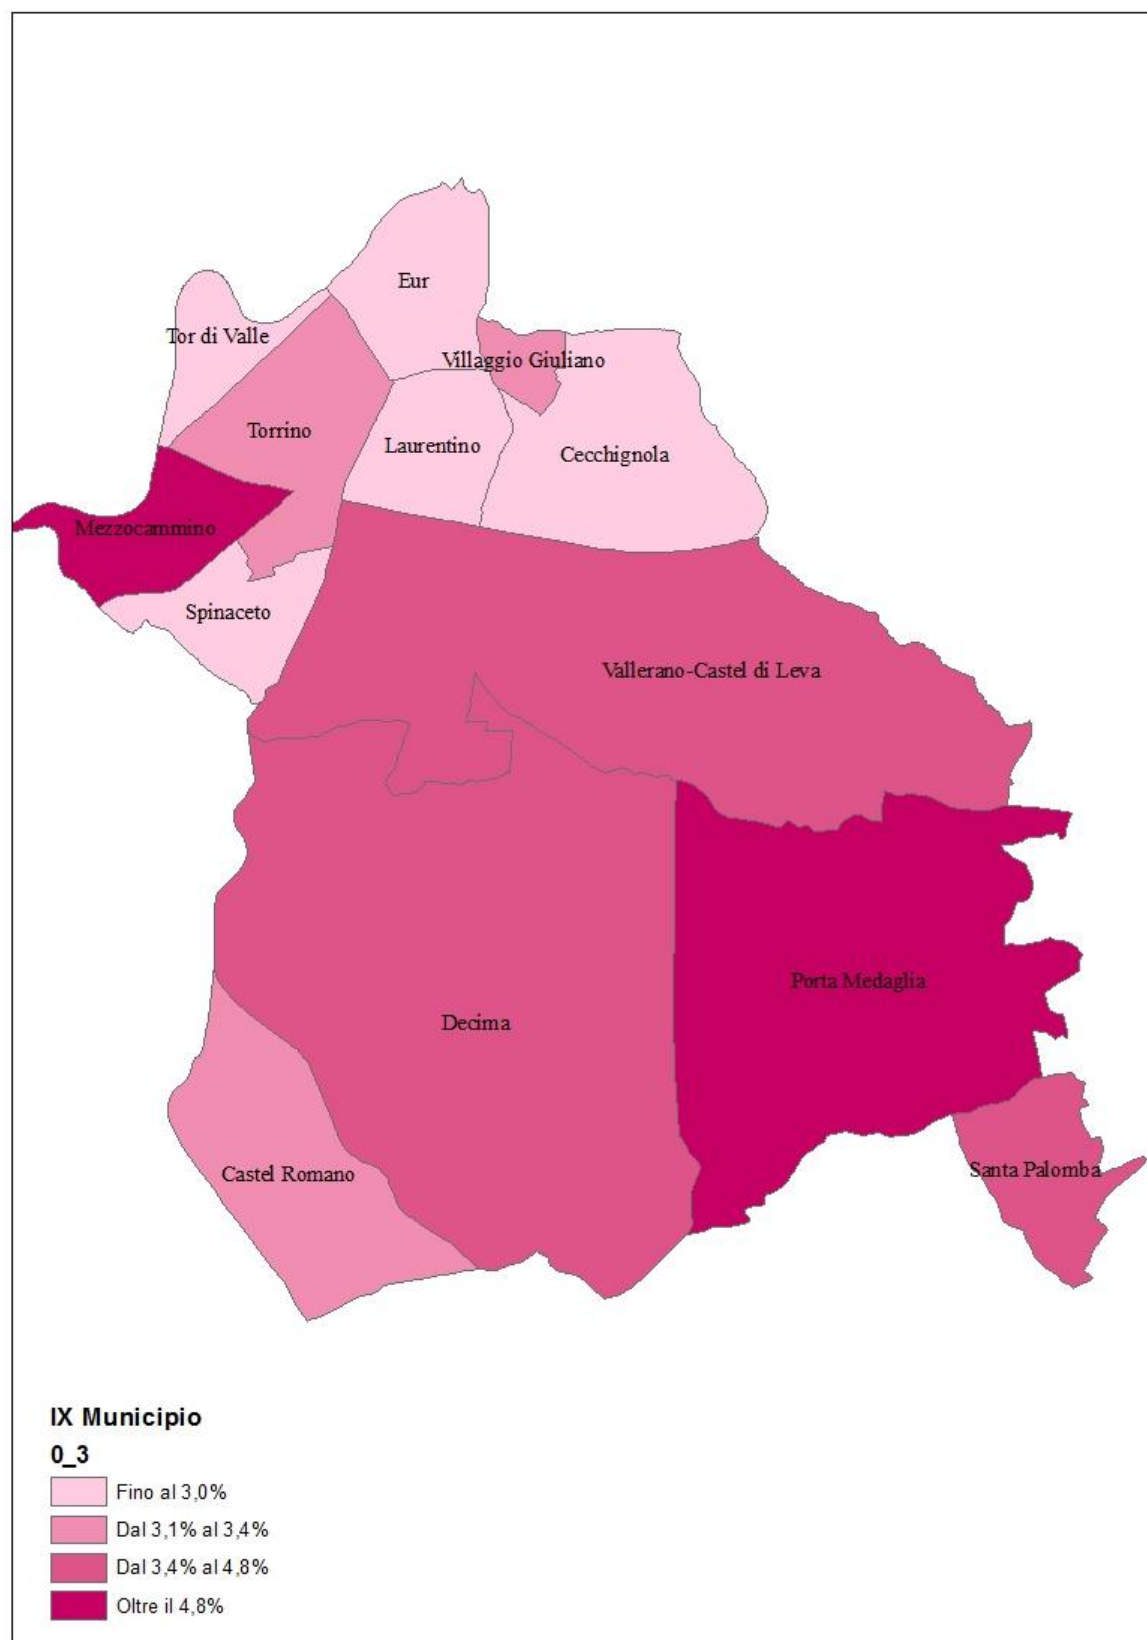 Eur
Tor di Valle
Villaggio Giuliano
Torrino
Laurentino
Cecchignola
Mezzocammino
Spinaceto
Vallerano-Castel di Leva
Porta Medaglia
Decima
Santa Palomba
Castel Romano
IX Municipio
0_3
Fino al 3,0%
Dal 3,1% al 3,4%
Dal 3,4% al 4,8%
Oltre il 4,8%